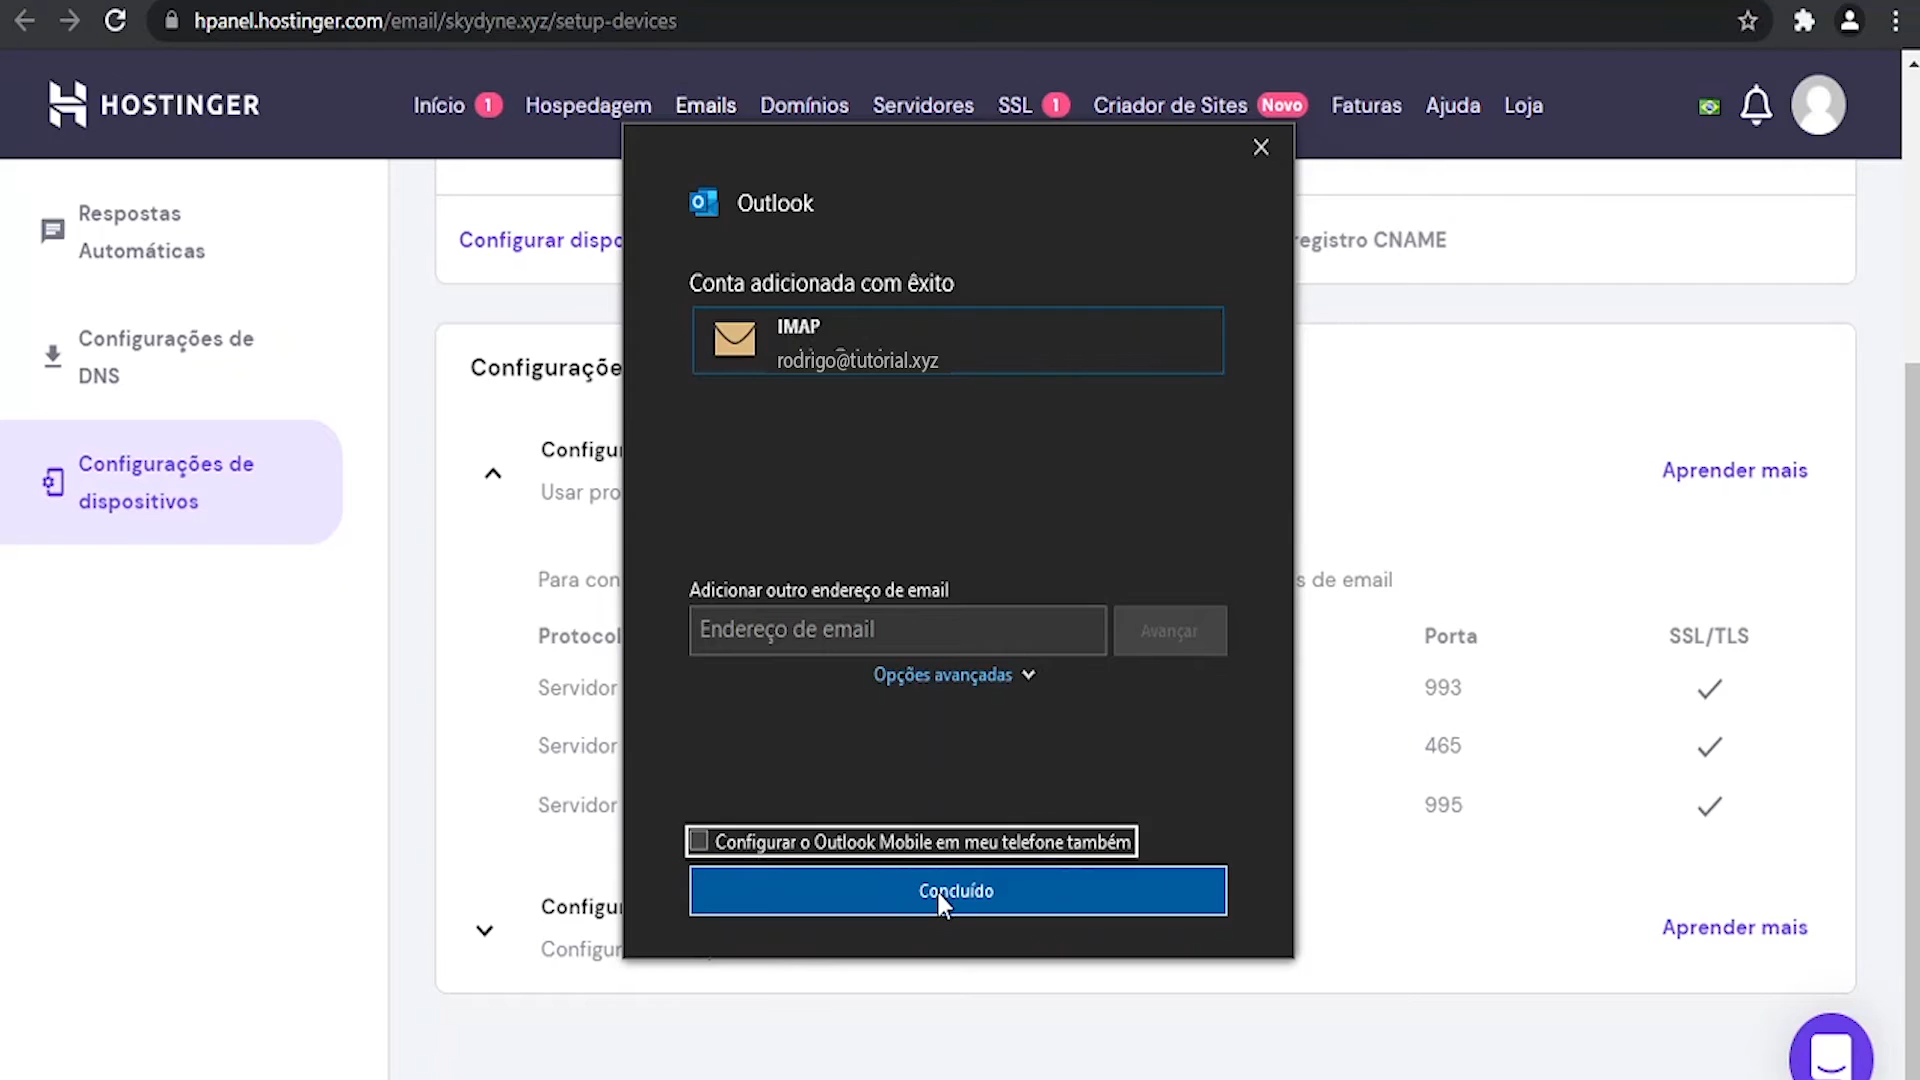 hpanel.hostinger.com/email/skydyne.xyz/setup-devices
HOSTINGER
Início 1 Hospedagem Emails Domínios Servidores SSL 1 Criador de Sites Novo Faturas Ajuda Loja
Respostas
Automáticas
Configurações de
DNS
Configurações de
dispositivos
Configurar dispo
registro CNAME
Configuraçõe
Configu
Usar pro
Aprender mais
Para con
s de email
Protocol
Porta
SSL/TLS
Servidor
993
Servidor
465
Servidor
995
Configu
Configur
Aprender mais
Outlook
Conta adicionada com êxito
IMAP
rodrigo@tutorial.xyz
Adicionar outro endereço de email
Endereço de email
Avançar
Opções avançadas
Configurar o Outlook Mobile em meu telefone também
Concluído